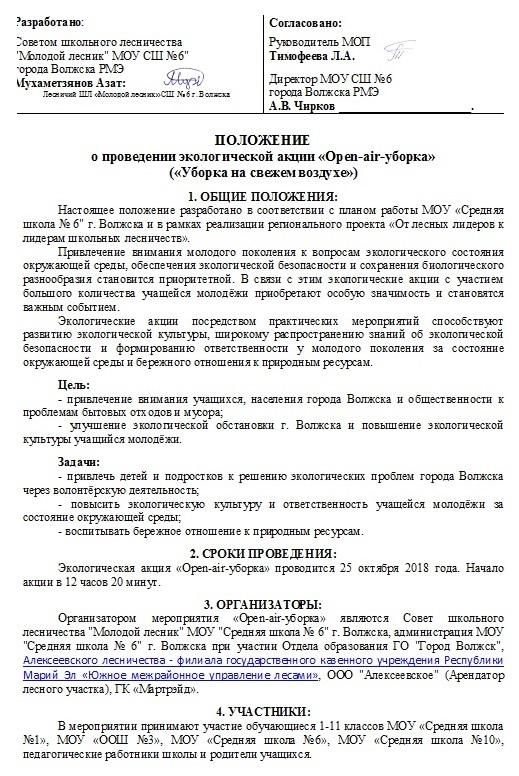 Разработано:
Советом школьного лесничества
"Молодой лесник" МОУ СШ №6"
города Волжска РМЭ
Мухаметзянов Азат:
Лесничий ШЛ «Молодой лесник»СШ №6 г. Волжска
Согласовано:
Руководитель МОП
Тимофеева Л.А.
Директор МОУ СШ №6
города Волжска РМЭ
А.В. Чирков ____________________.
ПОЛОЖЕНИЕ
о проведении экологической акции «Open-air-уборка»
(«Уборка на свежем воздухе»)
1. ОБЩИЕ ПОЛОЖЕНИЯ:
Настоящее положение разработано в соответствии с планом работы МОУ «Средняя
школа № 6" г. Волжска и в рамках реализации регионального проекта «От лесных лидеров к
лидерам школьных лесничеств».
Привлечение внимания молодого поколения к вопросам экологического состояния
окружающей среды, обеспечения экологической безопасности и сохранения биологического
разнообразия становится приоритетной. В связи с этим экологические акции с участием
большого количества учащейся молодёжи приобретают особую значимость и становятся
важным событием.
Экологические акции посредством практических мероприятий способствуют
развитию экологической культуры, широкому распространению знаний об экологической
безопасности и формированию ответственности у молодого поколения за состояние
окружающей среды и бережного отношения к природным ресурсам.
Цель:
- привлечение внимания учащихся, населения города Волжска и общественности к
проблемам бытовых отходов и мусора;
- улучшение экологической обстановки г. Волжска и повышение экологической
культуры учащийся молодёжи.
Задачи:
- привлечь детей и подростков к решению экологических проблем города Волжска
через волонтёрскую деятельность;
- повысить экологическую культуру и ответственность учащейся молодёжи за
состояние окружающей среды;
- воспитывать бережное отношение к природным ресурсам.
2. СРОКИ ПРОВЕДЕНИЯ:
Экологическая акция «Open-air-уборка» проводится 25 октября 2018 года. Начало
акции в 12 часов 20 минут.
3. ОРГАНИЗАТОРЫ:
Организатором мероприятия «Open-air-уборка» являются Совет школьного
лесничества "Молодой лесник" МОУ "Средняя школа № 6" г. Волжска, администрация МОУ
"Средняя школа № 6" г. Волжска при участии Отдела образования ГО "Город Волжск",
Алексеевского лесничества - филиала государственного казенного учреждения Республики
Марий Эл «Южное межрайонное управление лесами», ООО "Алексеевское" (Арендатор
лесного участка), ГК «Мартрэйд».
4. УЧАСТНИКИ:
В мероприятии принимают участие обучающиеся 1-11 классов МОУ «Средняя школа
№1», МОУ «ООШ №3», МОУ «Средняя школа №6», МОУ «Средняя школа №10»,
педагогические работники школы и родители учащихся.